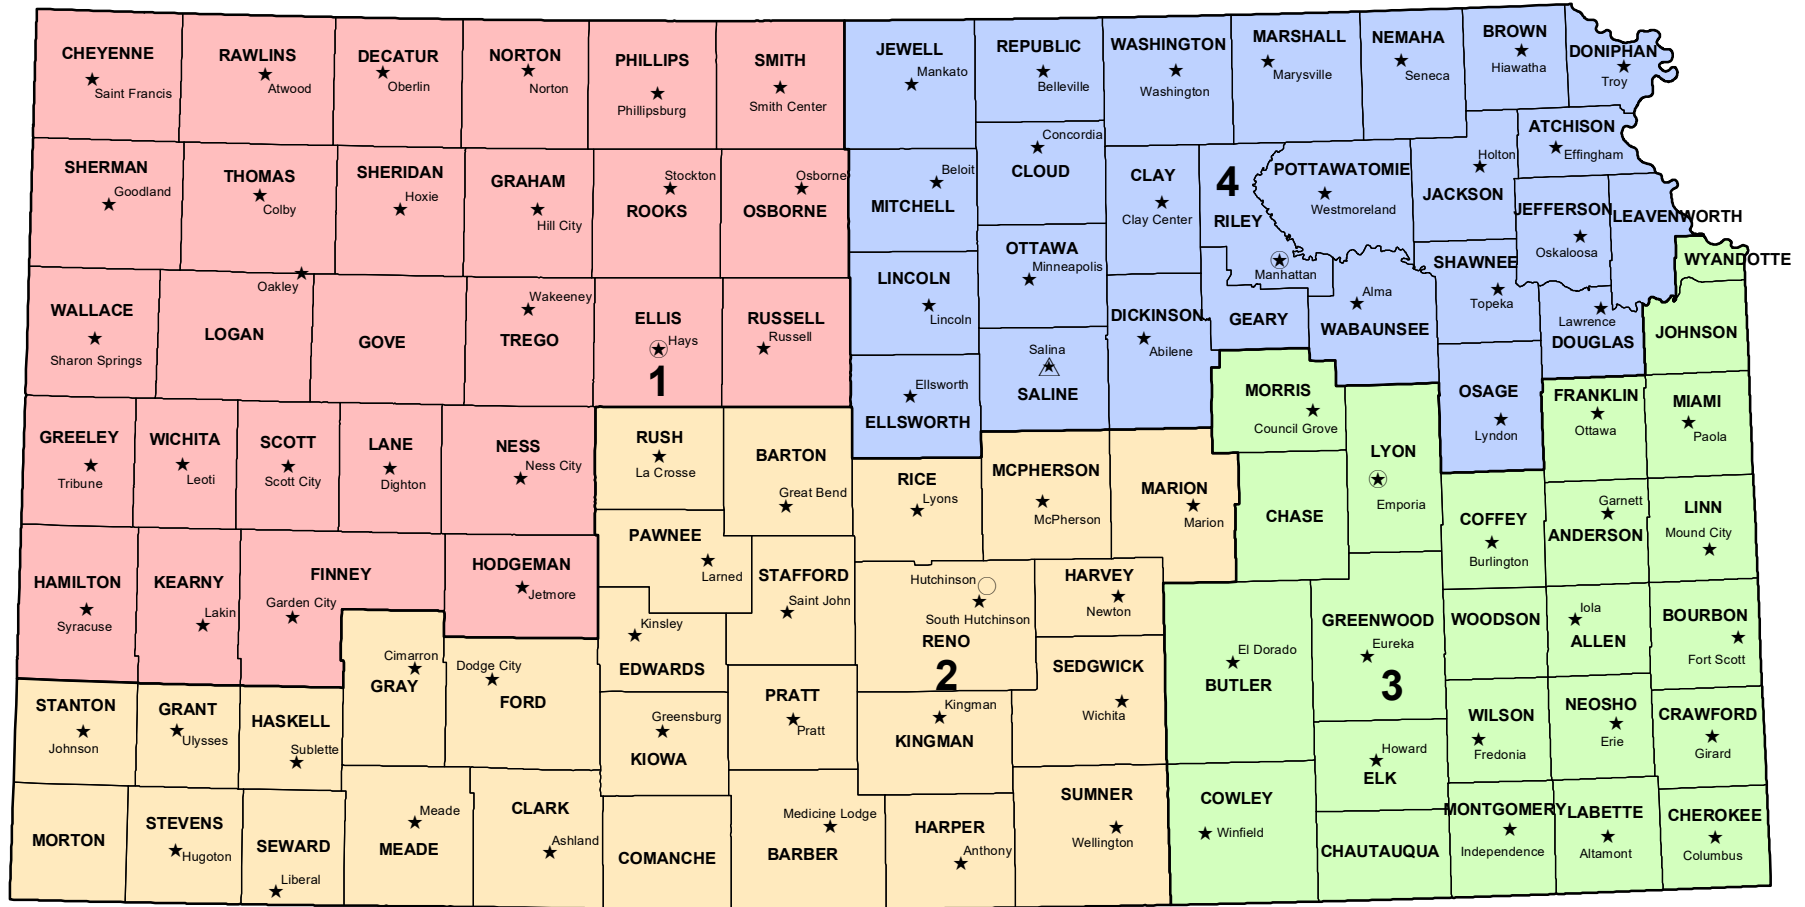 CHEYENNE
Saint Francis
RAWLINS
Atwood
DECATUR
Oberlin
NORTON
Norton
PHILLIPS
Phillipsburg
SMITH
Smith Center
JEWELL
Mankato
REPUBLIC
Belleville
WASHINGTON
Washington
MARSHALL
Marysville
NEMAHA
Seneca
BROWN
Hiawatha
DONIPHAN
Troy
SHERMAN
Goodland
THOMAS
Colby
SHERIDAN
Hoxie
GRAHAM
Hill City
Stockton
ROOKS
Osborne
OSBORNE
Beloit
MITCHELL
Concordia
CLOUD
CLAY
Clay Center
4
RILEY
Manhattan
POTTAWATOMIE
Westmoreland
Holton
JACKSON
ATCHISON
Effingham
JEFFERSON
Oskaloosa
LEAVENWORTH
WYANDOTTE
WALLACE
Sharon Springs
Oakley
LOGAN
GOVE
Wakeeney
TREGO
ELLIS
Hays
1
RUSSELL
Russell
LINCOLN
Lincoln
OTTAWA
Minneapolis
DICKINSON
Abilene
GEARY
Alma
WABAUNSEE
SHAWNEE
Topeka
Lawrence
DOUGLAS
JOHNSON
Salina
SALINE
Ellsworth
ELLSWORTH
GREELEY
Tribune
WICHITA
Leoti
SCOTT
Scott City
LANE
Dighton
NESS
Ness City
RUSH
La Crosse
BARTON
Great Bend
RICE
Lyons
MCPHERSON
McPherson
MARION
Marion
MORRIS
Council Grove
CHASE
LYON
Emporia
OSAGE
Lyndon
FRANKLIN
Ottawa
MIAMI
Paola
COFFEY
Burlington
Garnett
ANDERSON
LINN
Mound City
HAMILTON
Syracuse
KEARNY
Lakin
FINNEY
Garden City
HODGEMAN
Jetmore
PAWNEE
Larned
STAFFORD
Saint John
Kinsley
EDWARDS
Hutchinson
South Hutchinson
RENO
2
HARVEY
Newton
SEDGWICK
Wichita
El Dorado
BUTLER
GREENWOOD
Eureka
3
WOODSON
Iola
ALLEN
BOURBON
Fort Scott
STANTON
Johnson
GRANT
Ulysses
HASKELL
Sublette
Cimarron
GRAY
Dodge City
FORD
Greensburg
KIOWA
PRATT
Pratt
Kingman
KINGMAN
Howard
ELK
WILSON
Fredonia
NEOSHO
Erie
CRAWFORD
Girard
MORTON
STEVENS
Hugoton
SEWARD
Liberal
Meade
MEADE
CLARK
Ashland
COMANCHE
Medicine Lodge
BARBER
HARPER
Anthony
SUMNER
Wellington
COWLEY
Winfield
CHAUTAUQUA
MONTGOMERY
Independence
LABETTE
Altamont
CHEROKEE
Columbus